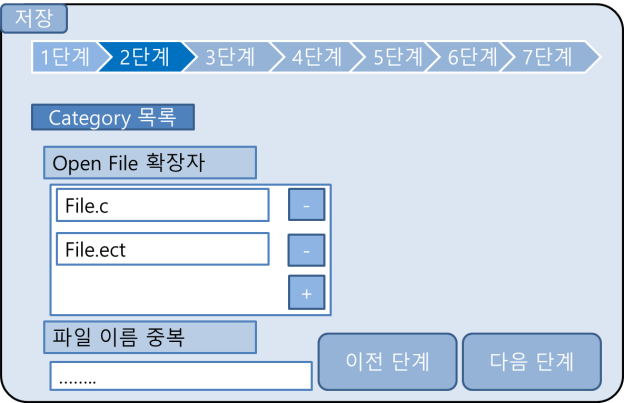 저장
1단계 2단계 3단계 4단계 5단계 6단계 7단계
Category 목록
Open File 확장자
File.c -
File.ect -
+
파일 이름 중복
........
이전 단계 다음 단계